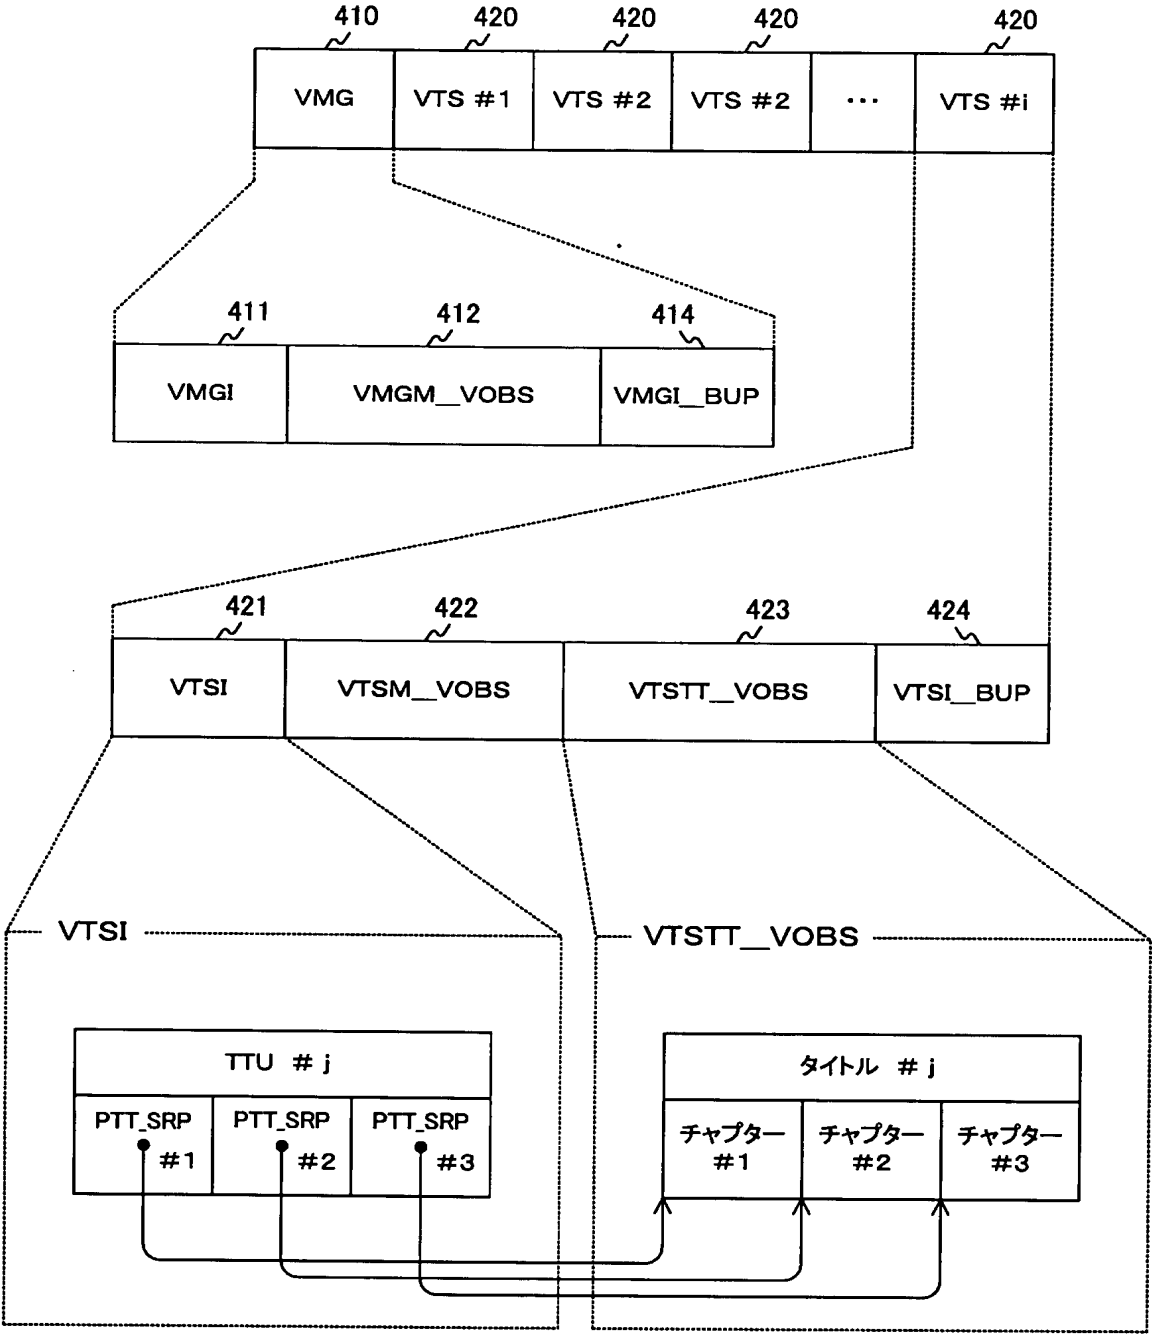 410 420 420 420 420
VMG VTS #1 VTS #2 VTS #2 ・・・ VTS #i
411 412 414
VMGI VMGM__VOBS VMGI__BUP
421 422 423 424
VTSI VTSM__VOBS VTSTT__VOBS VTSI__BUP
VTSI
TTU # j
PTT_SRP #1
PTT_SRP #2
PTT_SRP #3
VTSTT__VOBS
タイトル # j
チャプター #1
チャプター #2
チャプター #3